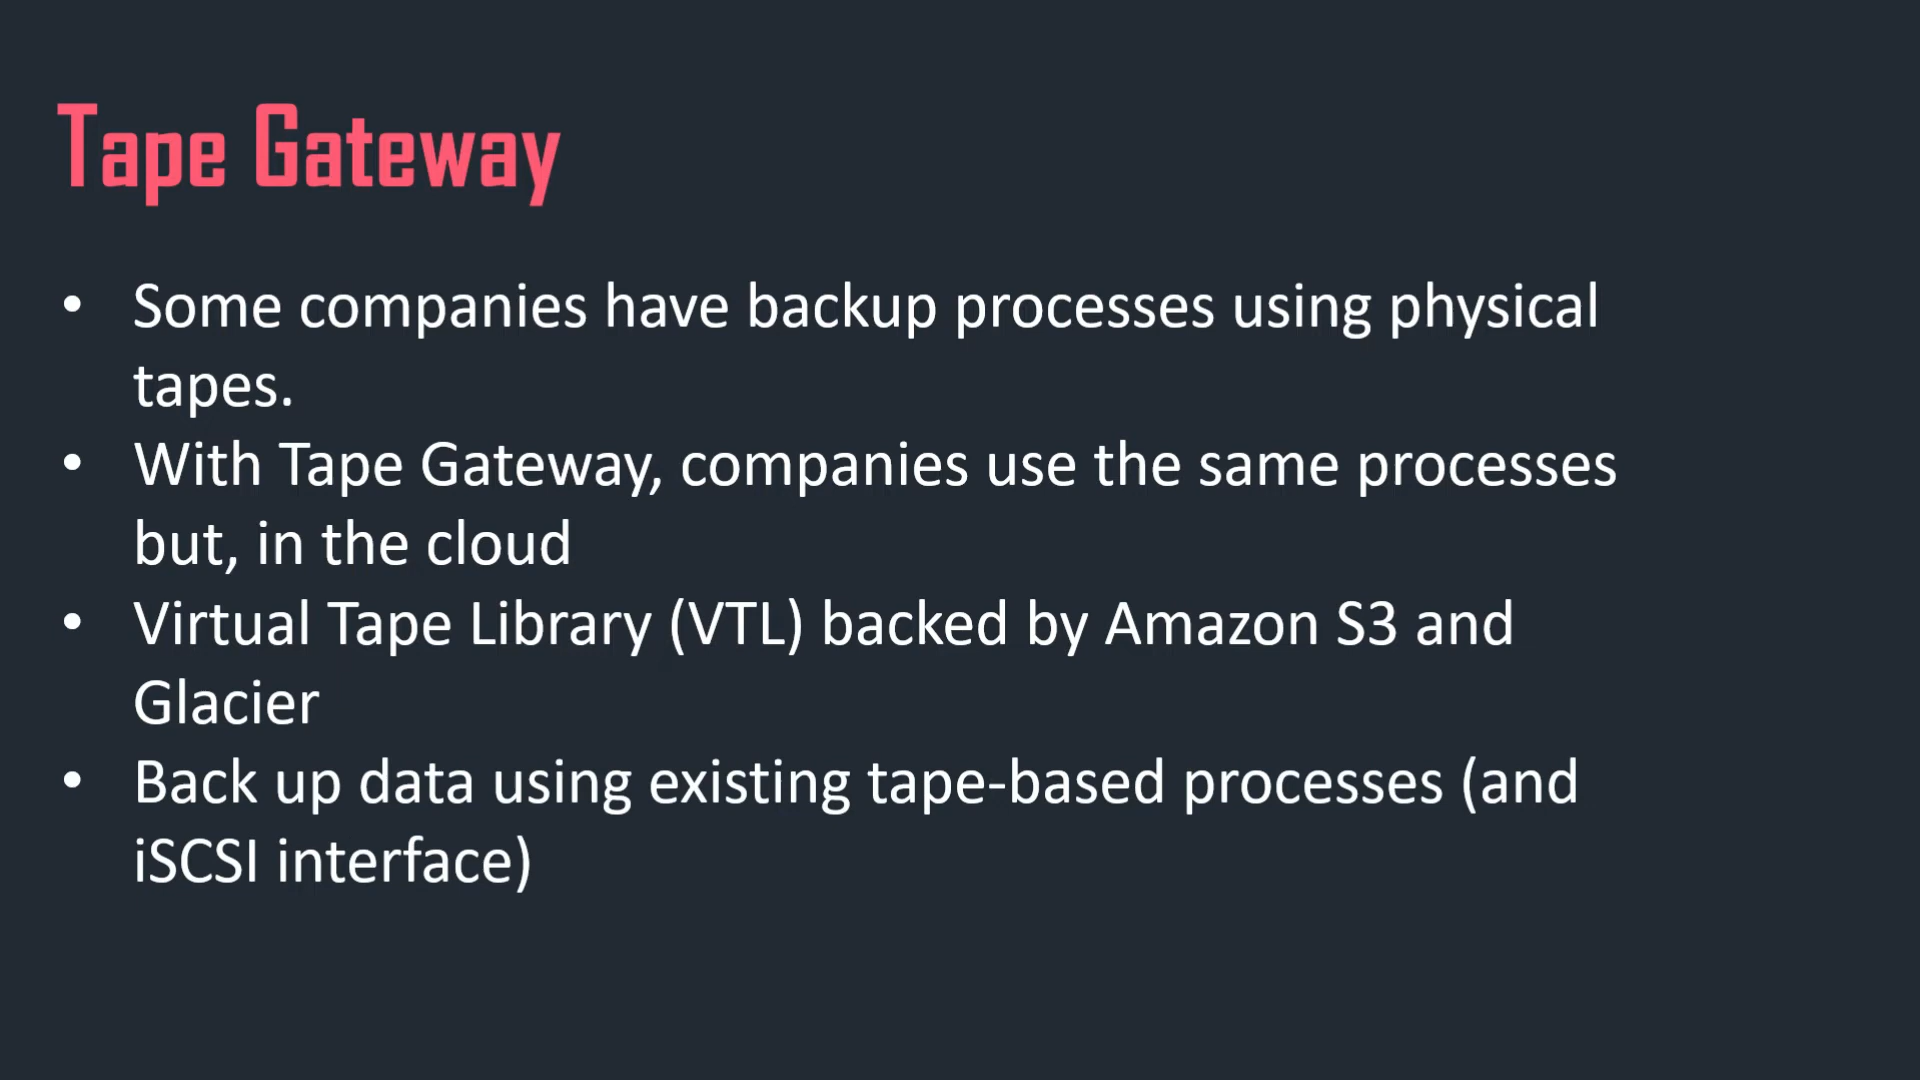 Tape Gateway
• Some companies have backup processes using physical
tapes.
• With Tape Gateway, companies use the same processes
but, in the cloud
• Virtual Tape Library (VTL) backed by Amazon S3 and
Glacier
• Back up data using existing tape-based processes (and
iSCSI interface)